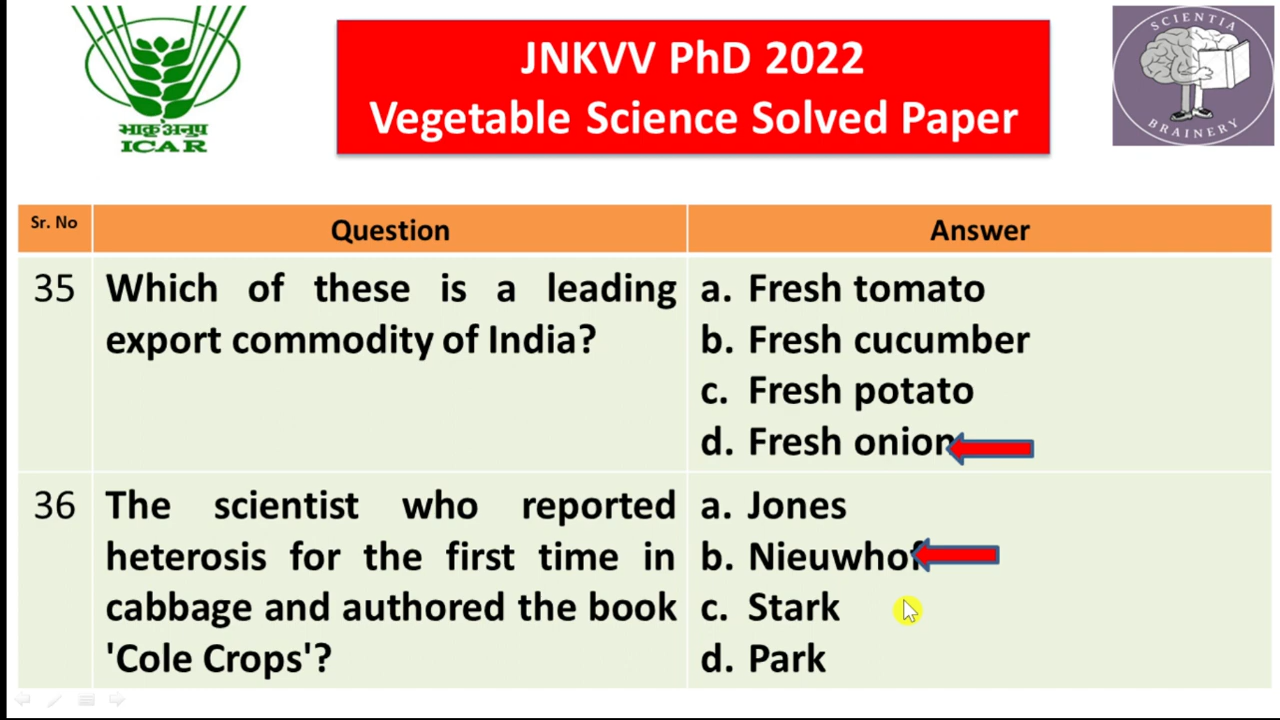 भाकृअनुप
ICAR
JNKVV PhD 2022
Vegetable Science Solved Paper
SCIENTIA
BRAINERY
Sr. No
Question
Answer
35
Which of these is a leading
export commodity of India?
a. Fresh tomato
b. Fresh cucumber
c. Fresh potato
d. Fresh onion
36
The scientist who reported
heterosis for the first time in
cabbage and authored the book
'Cole Crops'?
a. Jones
b. Nieuwhof
c. Stark
d. Park